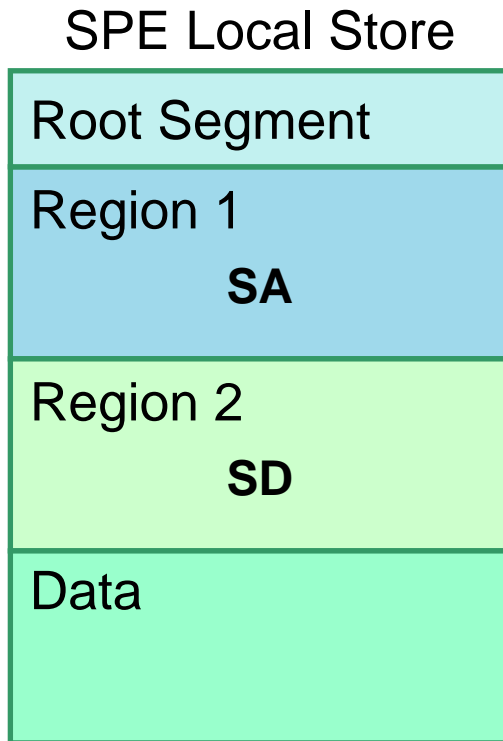 SPE Local Store
Root Segment
Region 1
SA
Region 2
SD
Data